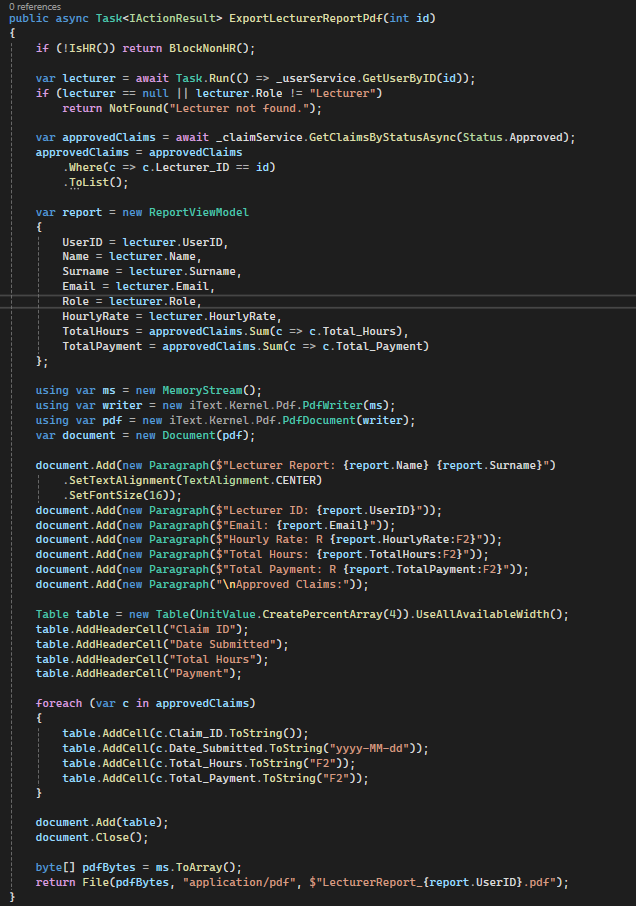 0 references
public async Task<IActionResult> ExportLecturerReportPdf(int id)
{
    if (!IsHR()) return BlockNonHR();

    var lecturer = await Task.Run(() => _userService.GetUserByID(id));
    if (lecturer == null || lecturer.Role != "Lecturer")
        return NotFound("Lecturer not found.");

    var approvedClaims = await _claimService.GetClaimsByStatusAsync(Status.Approved);
    approvedClaims = approvedClaims
        .Where(c => c.Lecturer_ID == id)
        .ToList();

    var report = new ReportViewModel
    {
        UserID = lecturer.UserID,
        Name = lecturer.Name,
        Surname = lecturer.Surname,
        Email = lecturer.Email,
        Role = lecturer.Role,
        HourlyRate = lecturer.HourlyRate,
        TotalHours = approvedClaims.Sum(c => c.Total_Hours),
        TotalPayment = approvedClaims.Sum(c => c.Total_Payment)
    };

    using var ms = new MemoryStream();
    using var writer = new iText.Kernel.Pdf.PdfWriter(ms);
    using var pdf = new iText.Kernel.Pdf.PdfDocument(writer);
    var document = new Document(pdf);

    document.Add(new Paragraph($"Lecturer Report: {report.Name} {report.Surname}")
        .SetTextAlignment(TextAlignment.CENTER)
        .SetFontSize(16));
    document.Add(new Paragraph($"Lecturer ID: {report.UserID}"));
    document.Add(new Paragraph($"Email: {report.Email}"));
    document.Add(new Paragraph($"Hourly Rate: R {report.HourlyRate:F2}"));
    document.Add(new Paragraph($"Total Hours: {report.TotalHours:F2}"));
    document.Add(new Paragraph($"Total Payment: R {report.TotalPayment:F2}"));
    document.Add(new Paragraph("\nApproved Claims:"));

    Table table = new Table(UnitValue.CreatePercentArray(4)).UseAllAvailableWidth();
    table.AddHeaderCell("Claim ID");
    table.AddHeaderCell("Date Submitted");
    table.AddHeaderCell("Total Hours");
    table.AddHeaderCell("Payment");

    foreach (var c in approvedClaims)
    {
        table.AddCell(c.Claim_ID.ToString());
        table.AddCell(c.Date_Submitted.ToString("yyyy-MM-dd"));
        table.AddCell(c.Total_Hours.ToString("F2"));
        table.AddCell(c.Total_Payment.ToString("F2"));
    }

    document.Add(table);
    document.Close();

    byte[] pdfBytes = ms.ToArray();
    return File(pdfBytes, "application/pdf", $"LecturerReport_{report.UserID}.pdf");
}